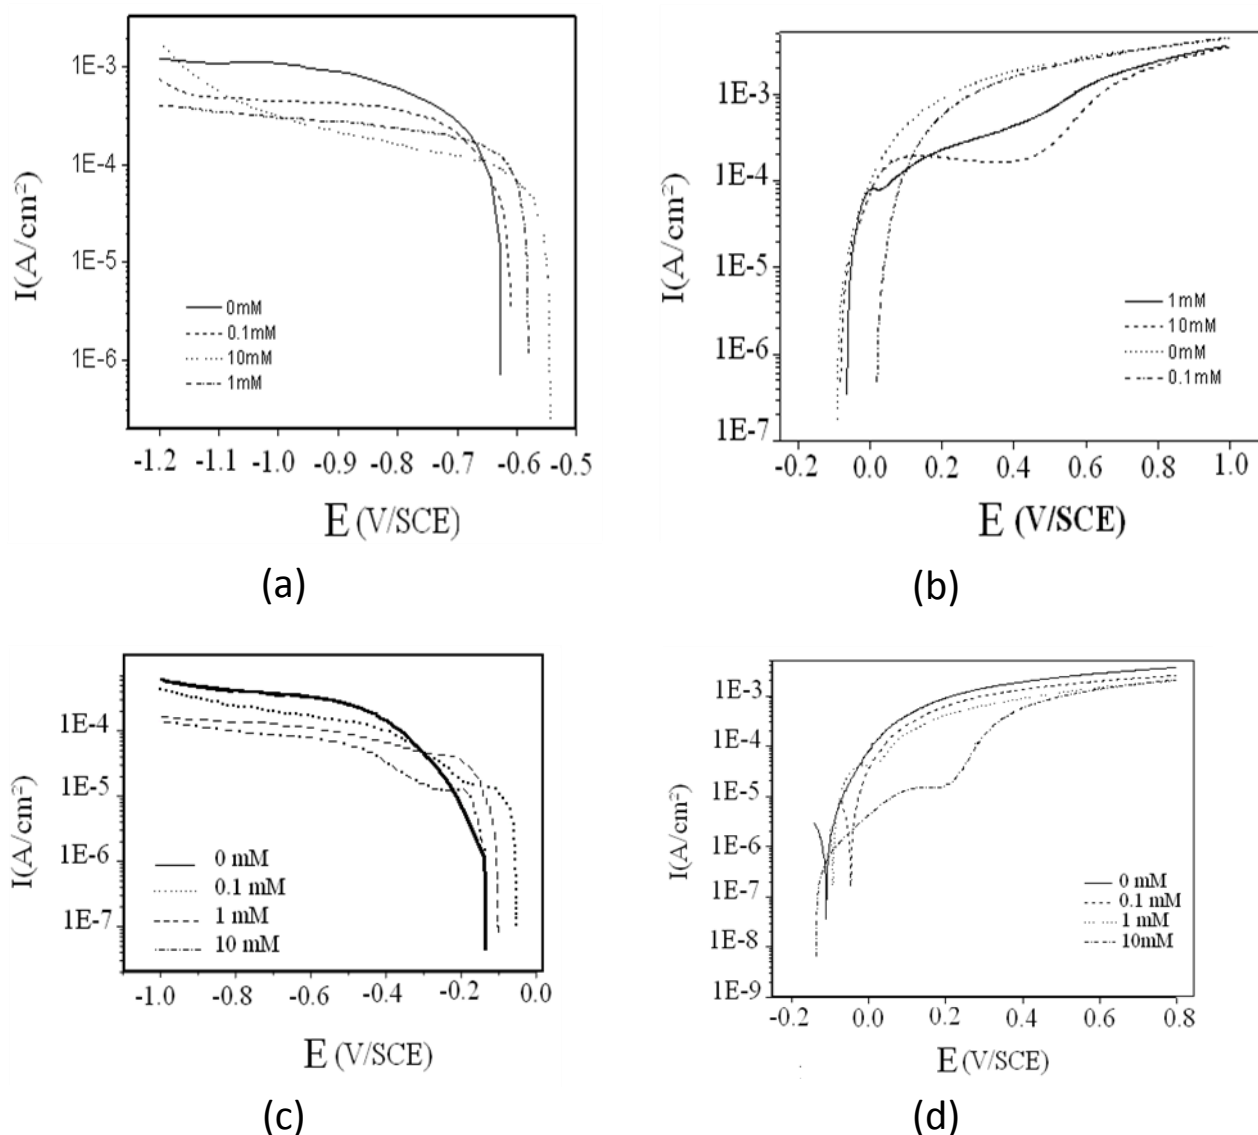 1E-3
1E-4
1E-5
1E-6
I(A/cm²)
0mM
0.1mM
10mM
1mM
-1.2 -1.1 -1.0 -0.9 -0.8 -0.7 -0.6 -0.5
E (V/SCE)
(a)
1E-3
1E-4
1E-5
1E-6
1E-7
I(A/cm²)
1mM
10mM
0mM
0.1mM
-0.2 0.0 0.2 0.4 0.6 0.8 1.0
E (V/SCE)
(b)
1E-4
1E-5
1E-6
1E-7
I(A/cm²)
0 mM
0.1 mM
1 mM
10 mM
-1.0 -0.8 -0.6 -0.4 -0.2 0.0
E (V/SCE)
(c)
1E-3
1E-4
1E-5
1E-6
1E-7
1E-8
1E-9
I(A/cm²)
0 mM
0.1 mM
1 mM
10mM
-0.2 0.0 0.2 0.4 0.6 0.8
E (V/SCE)
(d)